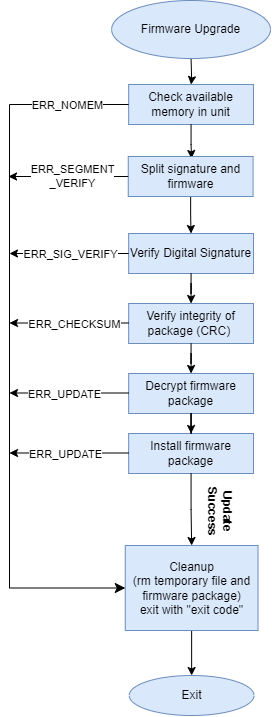 Firmware Upgrade
Check available
memory in unit
ERR_NOMEM
Split signature and
firmware
ERR_SEGMENT
_VERIFY
Verify Digital Signature
ERR_SIG_VERIFY
Verify integrity of
package (CRC)
ERR_CHECKSUM
Decrypt firmware
package
ERR_UPDATE
Install firmware
package
ERR_UPDATE
Update
Success
Cleanup
(rm temporary file and
firmware package)
exit with "exit code"
Exit